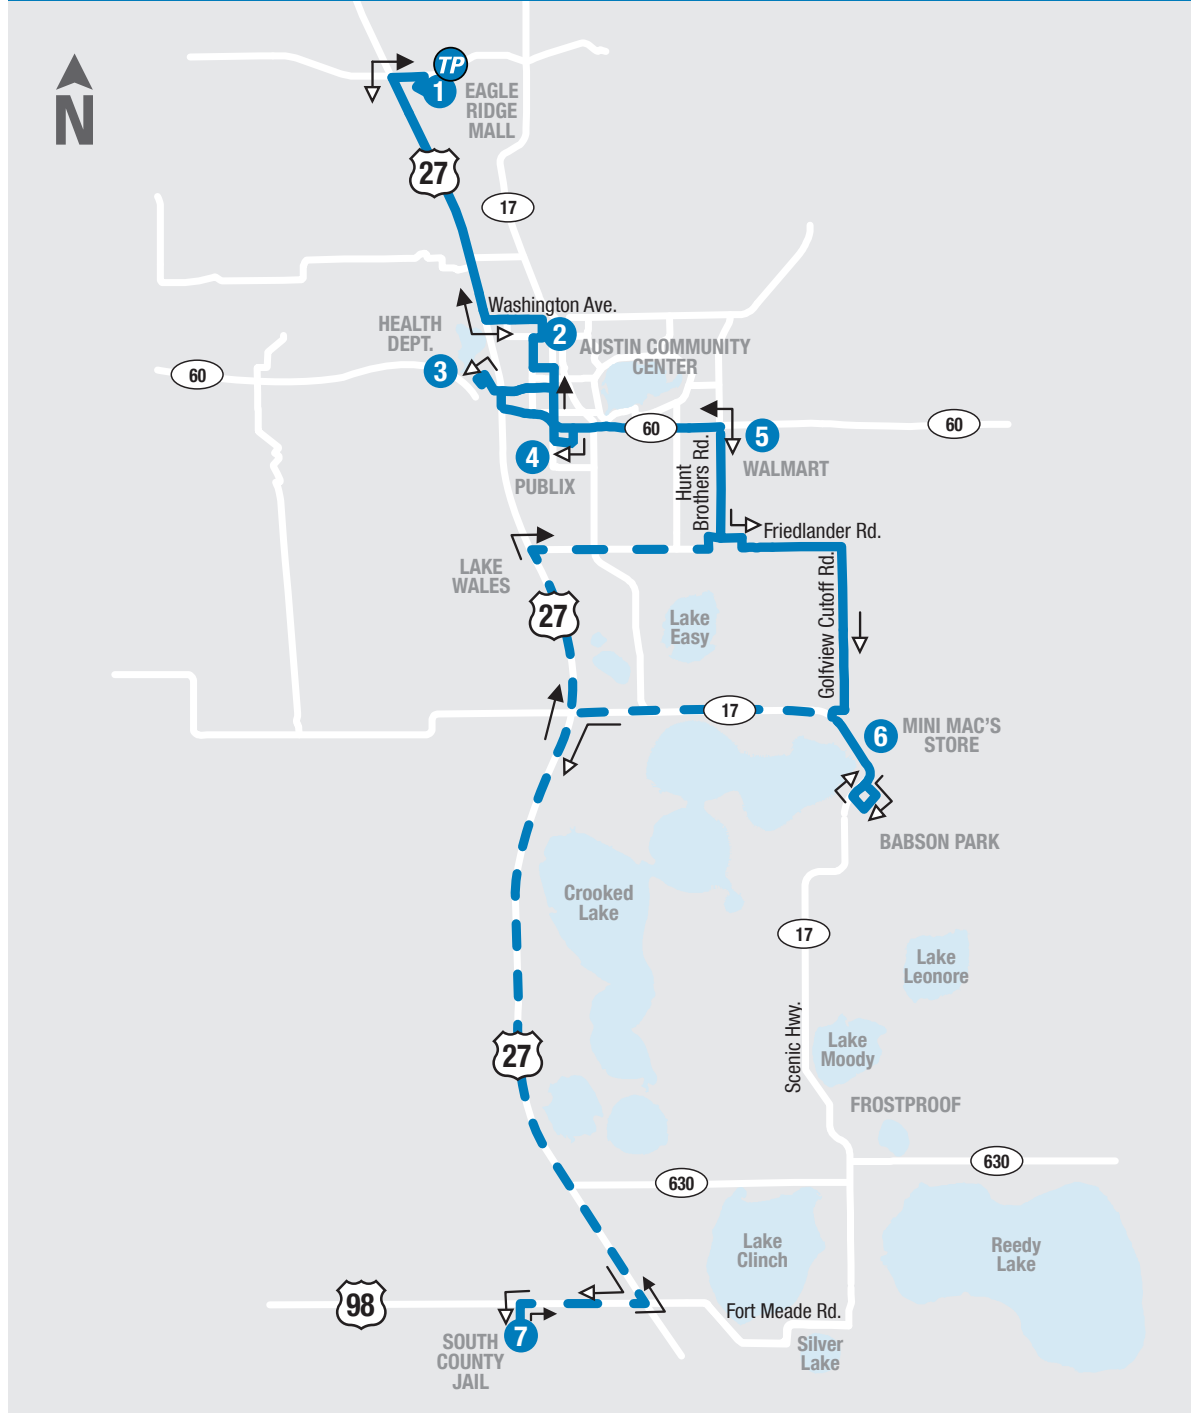 TP
1
EAGLE
RIDGE
MALL
N
27
17
Washington Ave.
HEALTH
DEPT.
2
AUSTIN COMMUNITY
CENTER
3
60
60
60
5
4
WALMART
PUBLIX
Hunt
Brothers Rd.
Friedlander Rd.
LAKE
WALES
Golfview Cutoff Rd.
27
Lake
Easy
17
6
MINI MAC'S
STORE
BABSON PARK
Crooked
Lake
17
Lake
Leonore
Scenic Hwy.
Lake
Moody
27
FROSTPROOF
630
630
Lake
Clinch
Reedy
Lake
98
Fort Meade Rd.
7
SOUTH
COUNTY
JAIL
Silver
Lake